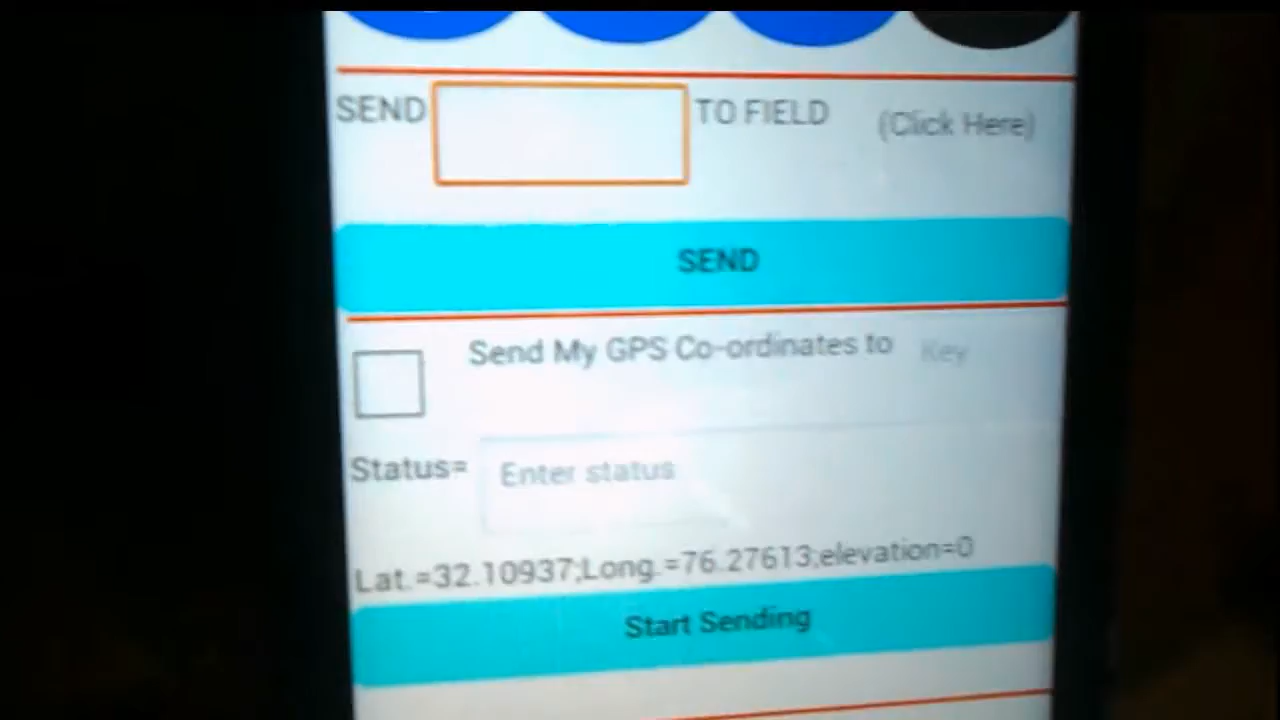 SEND TO FIELD (Click Here)
SEND
Send My GPS Co-ordinates to Key
Status= Enter status
Lat.=32.10937;Long.=76.27613;elevation=0
Start Sending